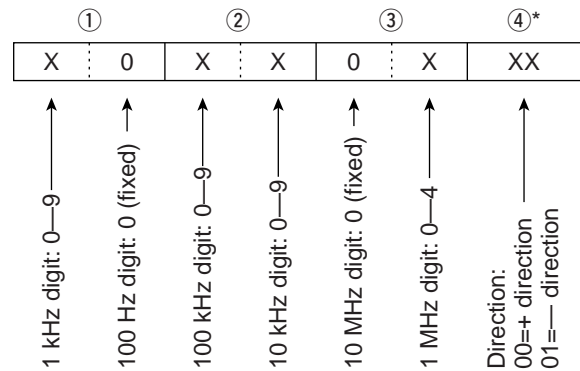 ① ② ③ ④*
X 0 X X 0 X XX
1 kHz digit: 0—9
100 Hz digit: 0 (fixed)
100 kHz digit: 0—9
10 kHz digit: 0—9
10 MHz digit: 0 (fixed)
1 MHz digit: 0—4
Direction:
00=+ direction
01=— direction